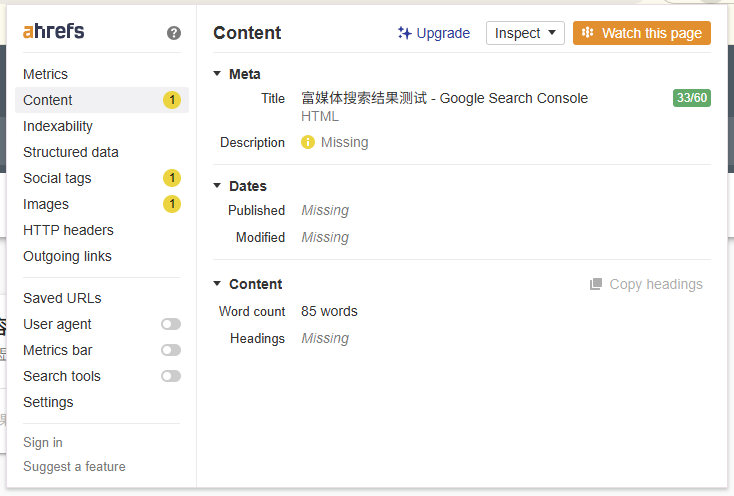 ahrefs
?
Metrics
Content 1
Indexability
Structured data
Social tags 1
Images 1
HTTP headers
Outgoing links
Saved URLs
User agent
Metrics bar
Search tools
Settings
Sign in
Suggest a feature
Content Upgrade Inspect Watch this page
Meta
Title 富媒体搜索结果测试 - Google Search Console 33/60
HTML
Description Missing
Dates
Published Missing
Modified Missing
Content Copy headings
Word count 85 words
Headings Missing